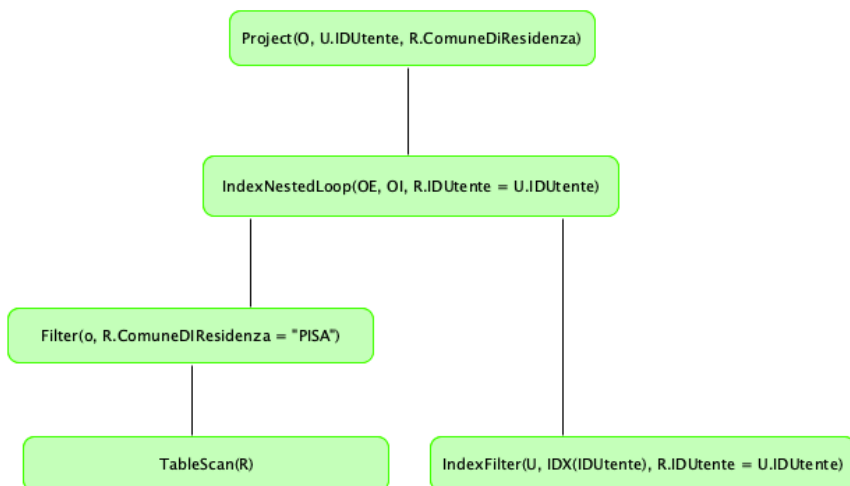 Project(O, U.IDUtente, R.ComuneDiResidenza)
IndexNestedLoop(OE, OI, R.IDUtente = U.IDUtente)
Filter(o, R.ComuneDIResidenza = "PISA")
TableScan(R)
IndexFilter(U, IDX(IDUtente), R.IDUtente = U.IDUtente)